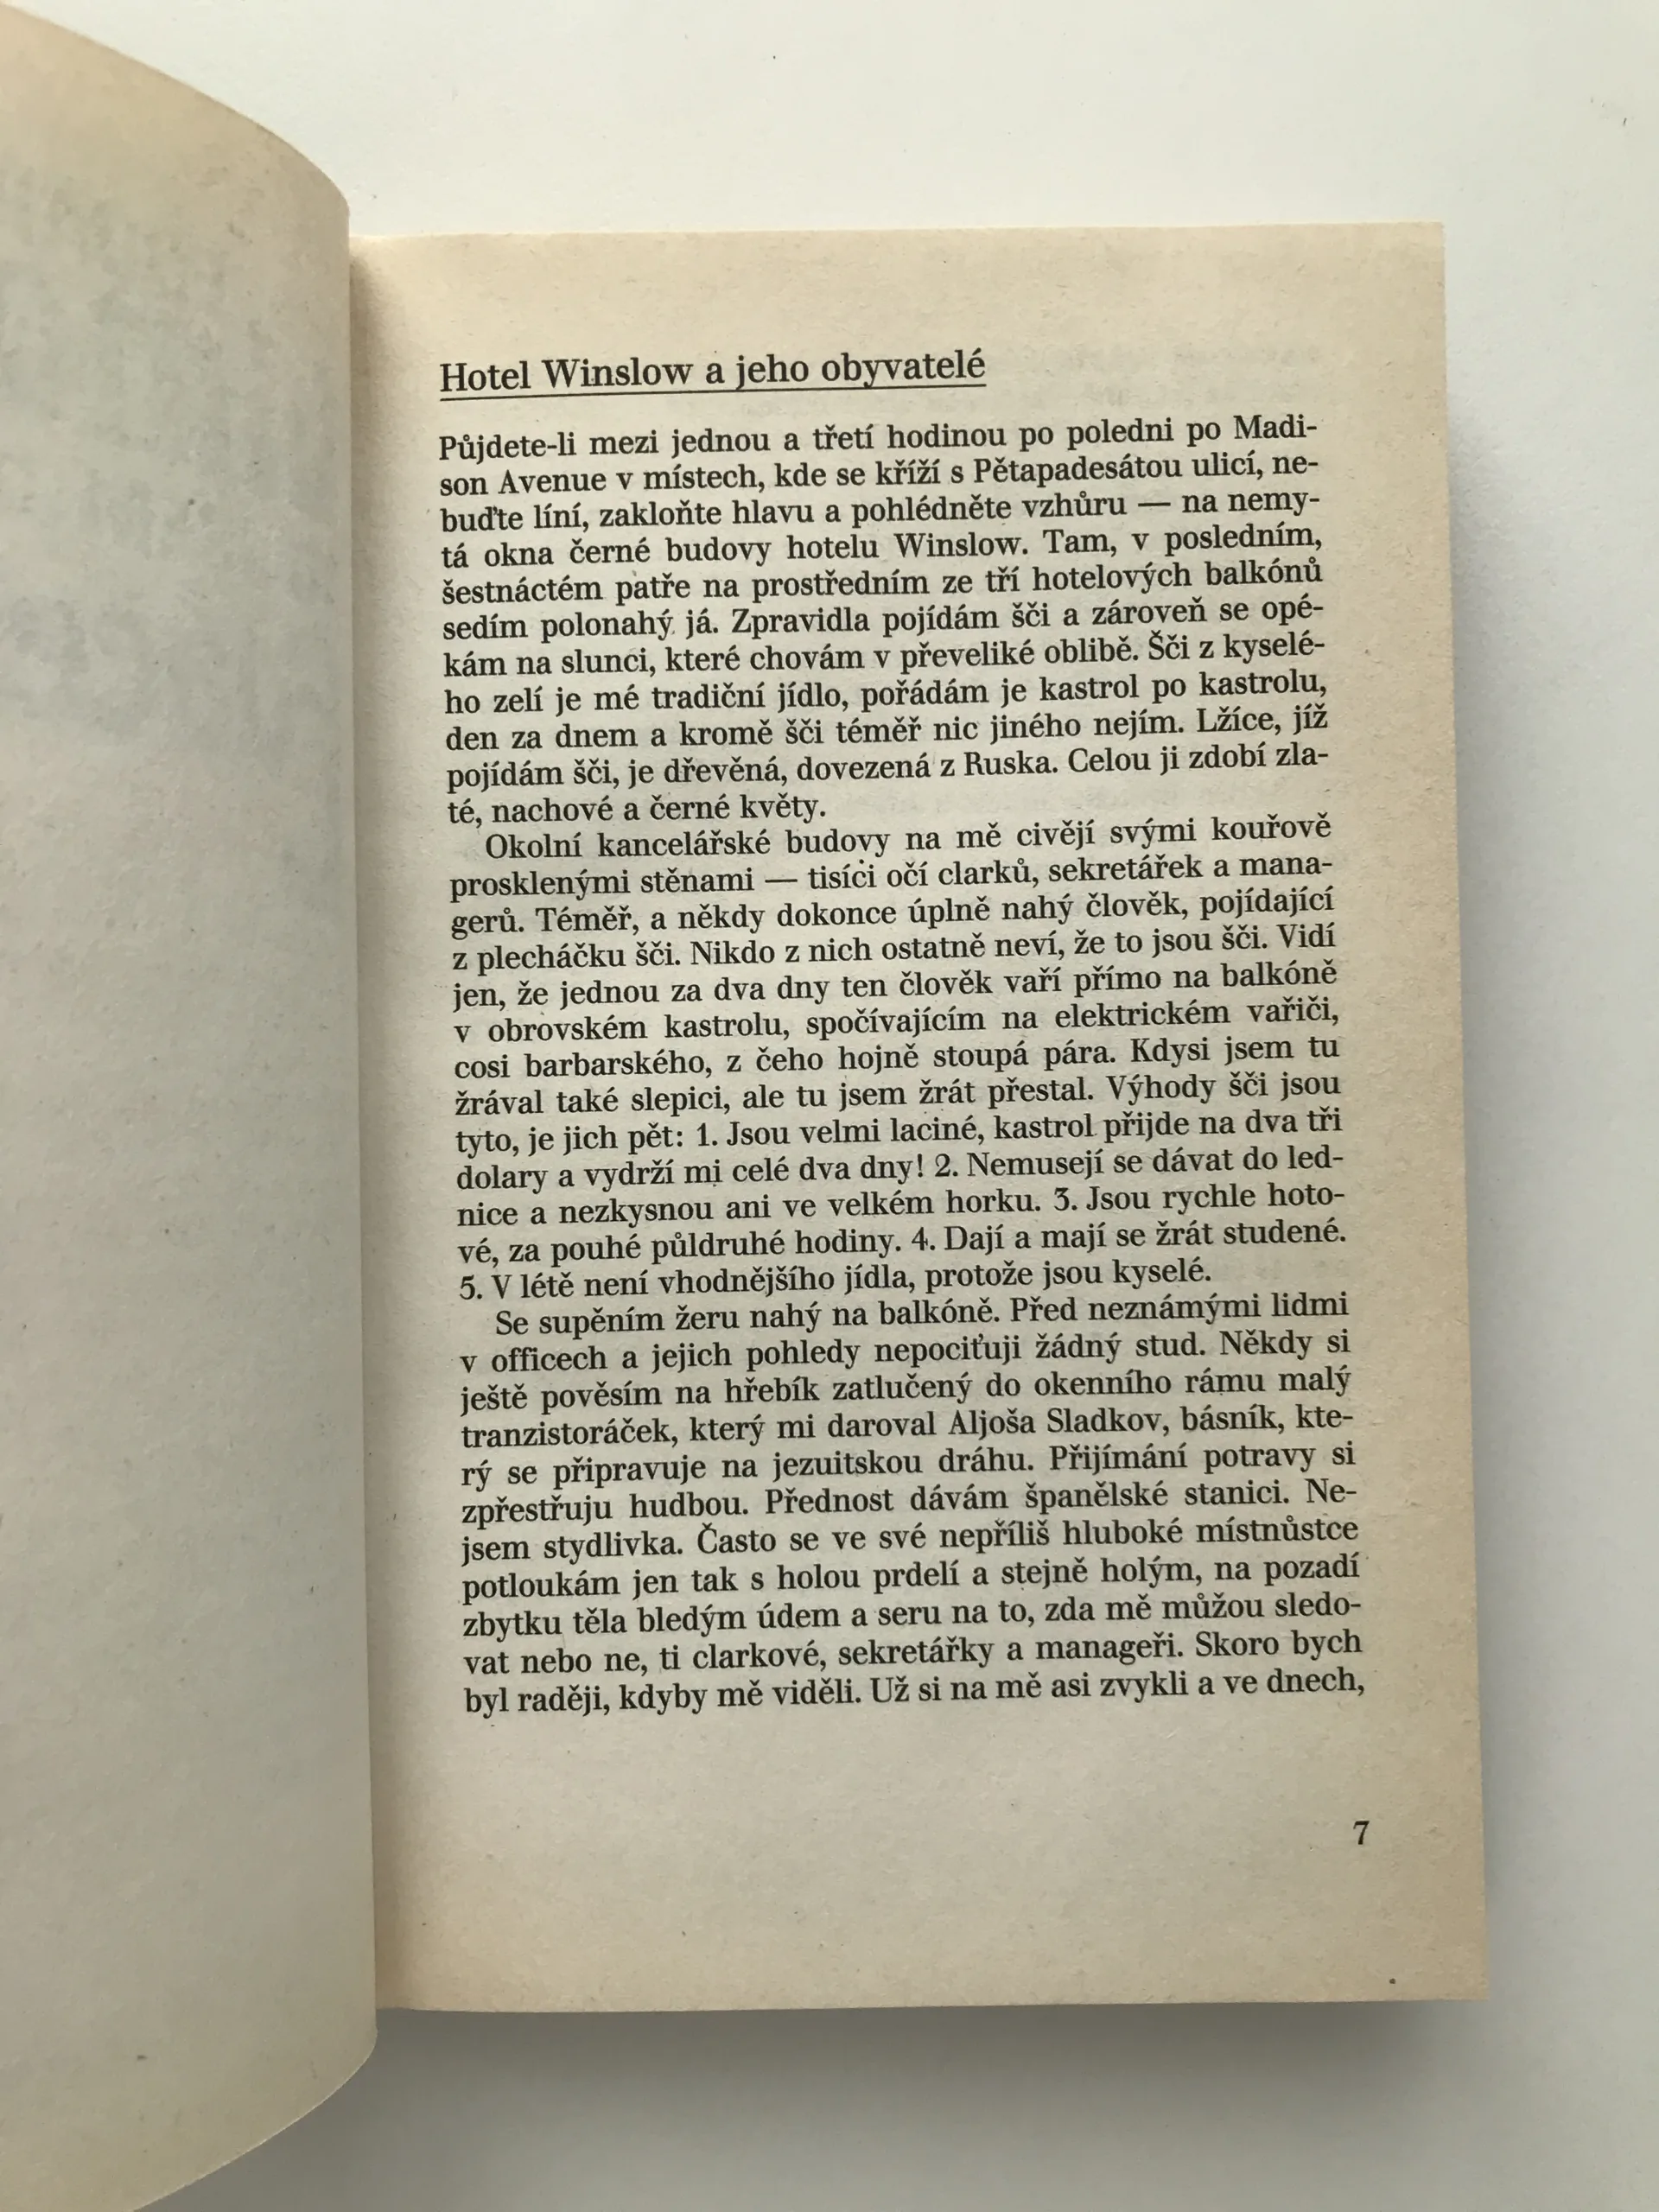 Hotel Winslow a jeho obyvatelé
Půjdete-li mezi jednou a třetí hodinou po poledni po Madi-
son Avenue v místech, kde se kříží s Pětapadesátou ulicí, ne-
buďte líní, zakloňte hlavu a pohlédněte vzhůru — na nemy-
tá okna černé budovy hotelu Winslow. Tam, v posledním,
šestnáctém patře na prostředním ze tří hotelových balkónů
sedím polonahý já. Zpravidla pojídám šči a zároveň se opé-
kám na slunci, které chovám v převeliké oblibě. Šči z kyselé-
ho zelí je mé tradiční jídlo, pořádám je kastrol po kastrolu,
den za dnem a kromě šči téměř nic jiného nejím. Lžíce, jíž
pojídám šči, je dřevěná, dovezená z Ruska. Celou ji zdobí zla-
té, nachové a černé květy.
Okolní kancelářské budovy na mě civějí svými kouřově
prosklenými stěnami — tisíci očí clarků, sekretářek a mana-
gerů. Téměř, a někdy dokonce úplně nahý člověk, pojídající
z plecháčku šči. Nikdo z nich ostatně neví, že to jsou šči. Vidí
jen, že jednou za dva dny ten člověk vaří přímo na balkóně
v obrovském kastrolu, spočívajícím na elektrickém vařiči,
cosi barbarského, z čeho hojně stoupá pára. Kdysi jsem tu
žrával také slepici, ale tu jsem žrát přestal. Výhody šči jsou
tyto, je jich pět: 1. Jsou velmi laciné, kastrol přijde na dva tři
dolary a vydrží mi celé dva dny! 2. Nemusejí se dávat do led-
nice a nezkysnou ani ve velkém horku. 3. Jsou rychle hoto-
vé, za pouhé půldruhé hodiny. 4. Dají a mají se žrát studené.
5. V létě není vhodnějšího jídla, protože jsou kyselé.
Se supěním žeru nahý na balkóně. Před neznámými lidmi
v officech a jejich pohledy nepociťuji žádný stud. Někdy si
ještě pověsím na hřebík zatlučený do okenního rámu malý
tranzistoráček, který mi daroval Aljoša Sladkov, básník, kte-
rý se připravuje na jezuitskou dráhu. Přijímání potravy si
zpřestřuju hudbou. Přednost dávám španělské stanici. Ne-
jsem stydlivka. Často se ve své nepříliš hluboké místnůstce
potloukám jen tak s holou prdelí a stejně holým, na pozadí
zbytku těla bledým údem a seru na to, zda mě můžou sledo-
vat nebo ne, ti clarkové, sekretářky a manageři. Skoro bych
byl raději, kdyby mě viděli. Už si na mě asi zvykli a ve dnech,
7